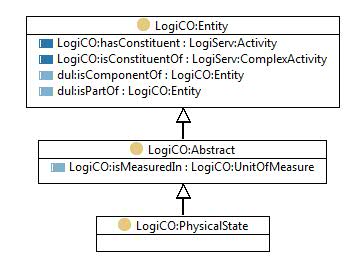 LogiCO:Entity
LogiCO:hasConstituent : LogiServ:Activity
LogiCO:isConstituentOf : LogiServ:ComplexActivity
dul:isComponentOf : LogiCO:Entity
dul:isPartOf : LogiCO:Entity
LogiCO:Abstract
LogiCO:isMeasuredIn : LogiCO:UnitOfMeasure
LogiCO:PhysicalState